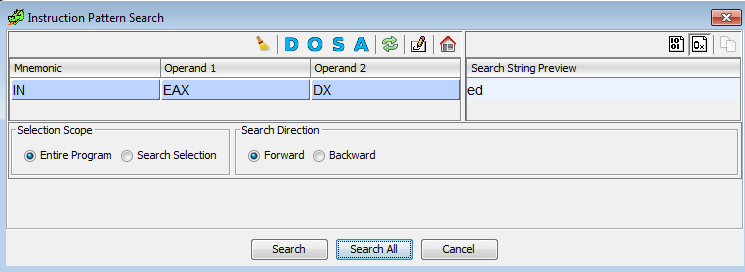 Instruction Pattern Search
D O S A
Mnemonic Operand 1 Operand 2 Search String Preview
IN EAX DX ed
Selection Scope Search Direction
Entire Program Search Selection Forward Backward
Search Search All Cancel